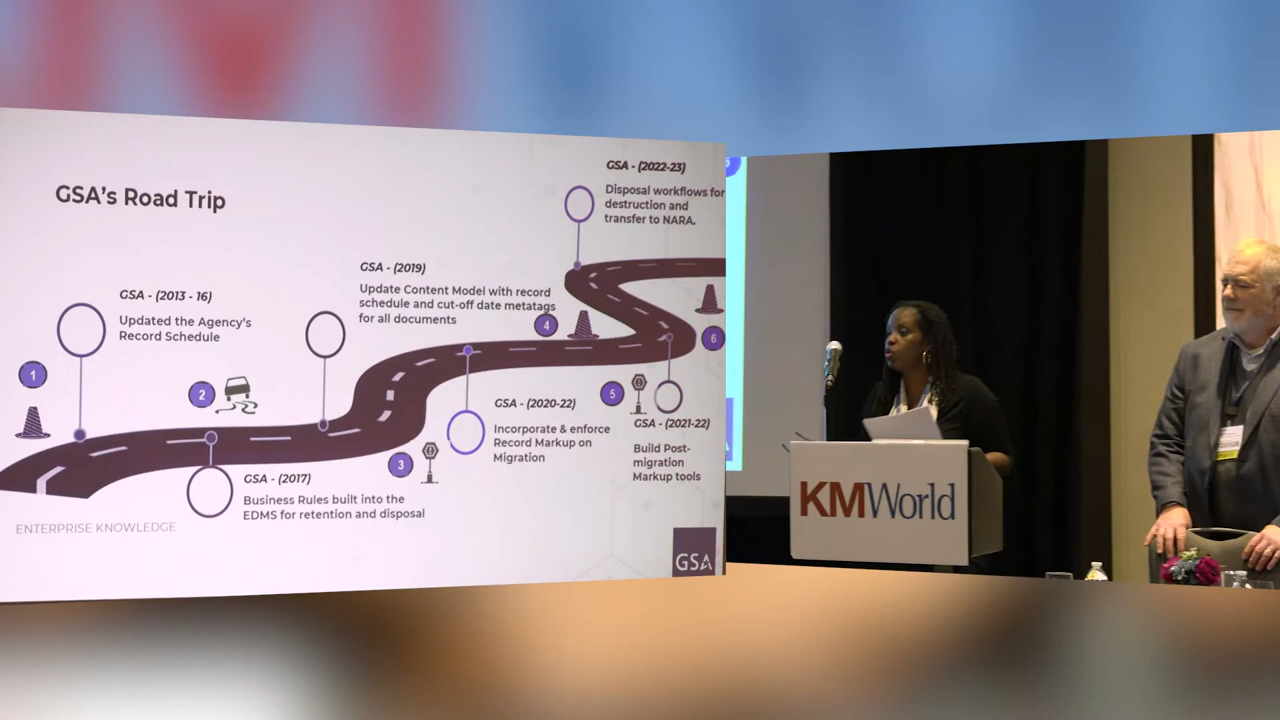 GSA's Road Trip
GSA - (2022-23)
Disposal workflows for
destruction and
transfer to NARA.
GSA - (2019)
Update Content Model with record
schedule and cut-off date metatags
for all documents
GSA - (2013 - 16)
Updated the Agency's
Record Schedule
1
2
3
4
5
6
GSA - (2020-22)
Incorporate & enforce
Record Markup on
Migration
GSA - (2021-22)
Build Post-
migration
Markup tools
GSA - (2017)
Business Rules built into the
EDMS for retention and disposal
ENTERPRISE KNOWLEDGE
GSA
KMWorld